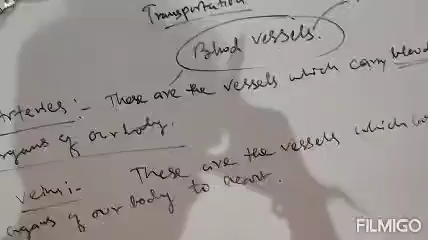 Transportation
Blood vessels.
Arteries:- These are the vessels which carry blood
organs of our body.
veins:- These are the vessels which
organs of our body to heart.
FILMIGO